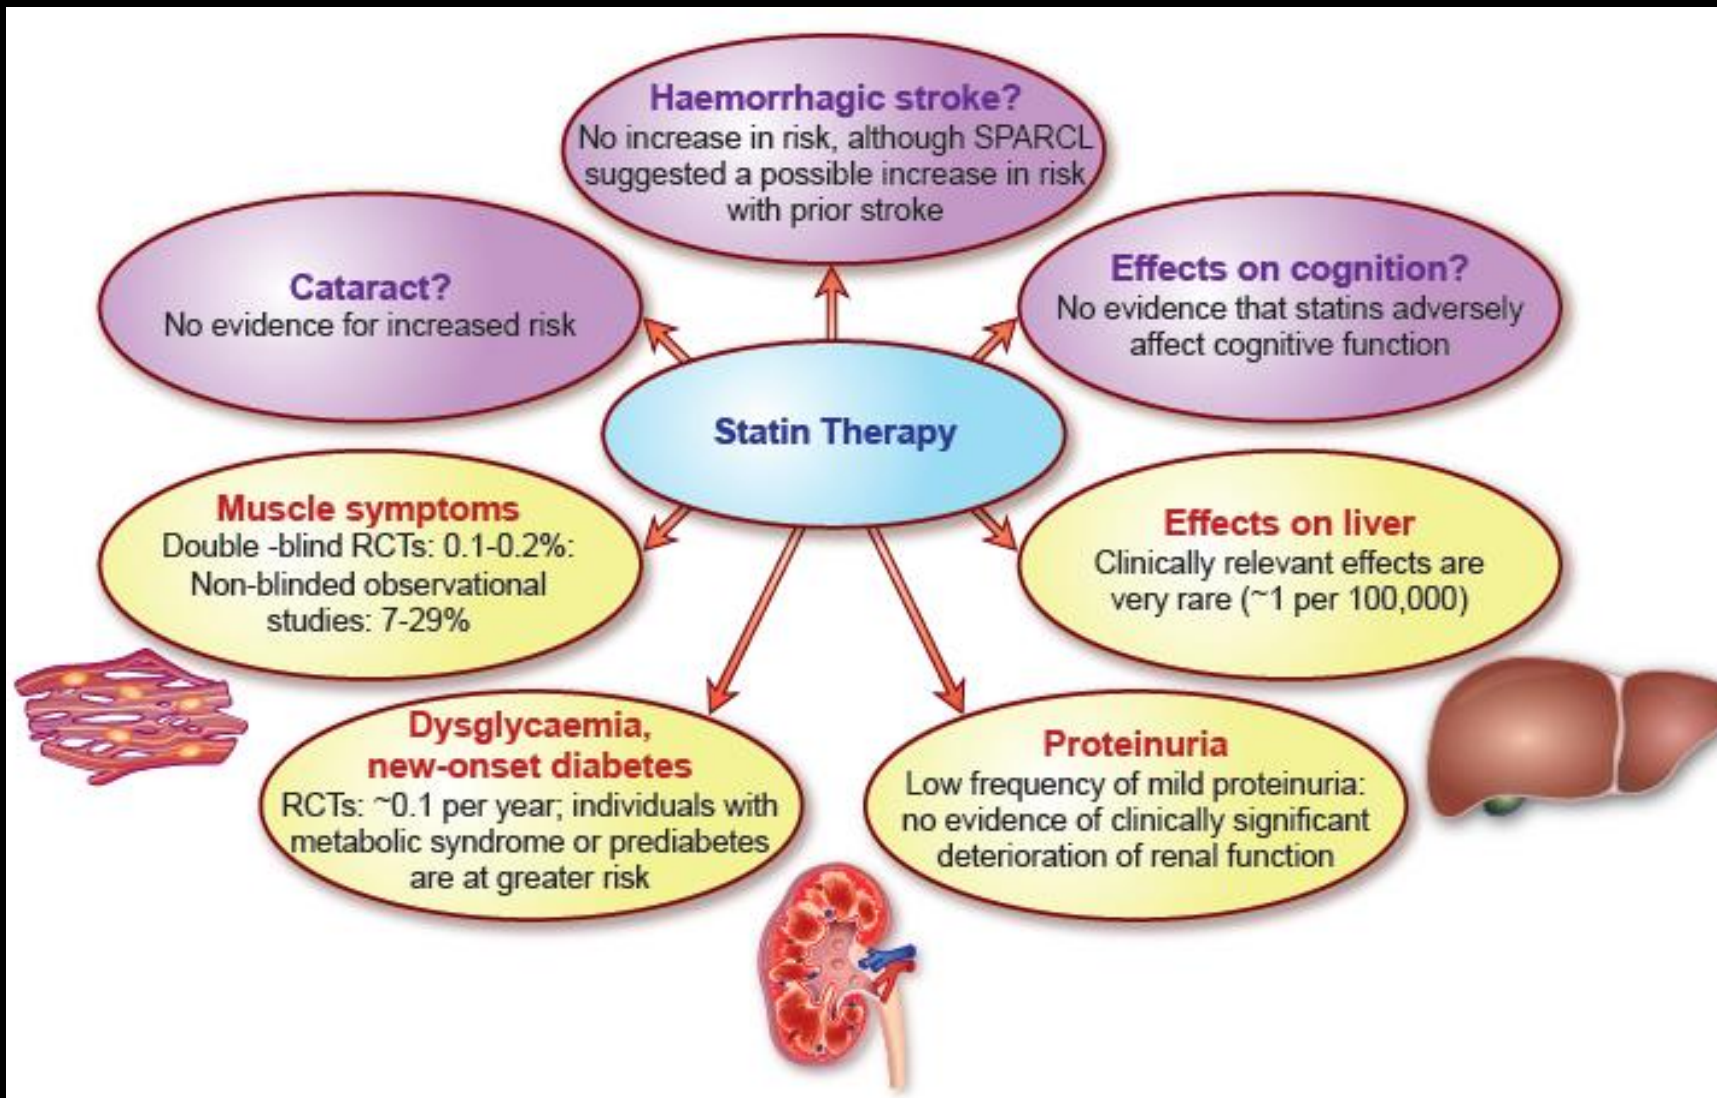 Haemorrhagic stroke?
No increase in risk, although SPARCL
suggested a possible increase in risk
with prior stroke
Cataract?
No evidence for increased risk
Effects on cognition?
No evidence that statins adversely
affect cognitive function
Statin Therapy
Muscle symptoms
Double -blind RCTs: 0.1-0.2%:
Non-blinded observational
studies: 7-29%
Effects on liver
Clinically relevant effects are
very rare (~1 per 100,000)
Dysglycaemia,
new-onset diabetes
RCTs: ~0.1 per year; individuals with
metabolic syndrome or prediabetes
are at greater risk
Proteinuria
Low frequency of mild proteinuria:
no evidence of clinically significant
deterioration of renal function